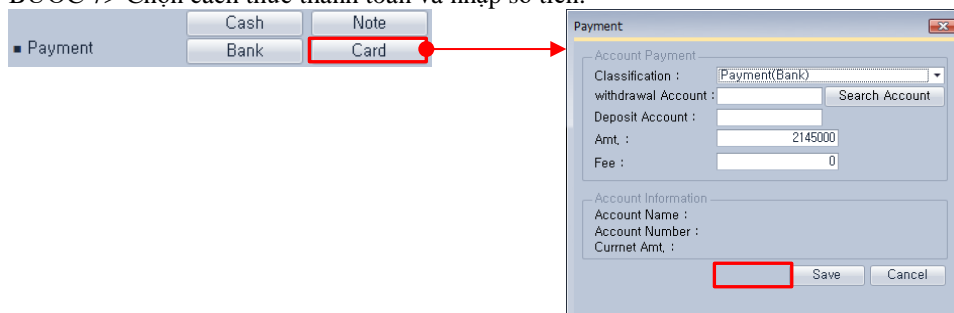 Cash Note
Payment Bank Card
Payment
Account Payment
Classification : Payment(Bank)
withdrawal Account : Search Account
Deposit Account :
Amt, : 2145000
Fee : 0
Account Information
Account Name :
Account Number :
Currnet Amt, :
Save Cancel